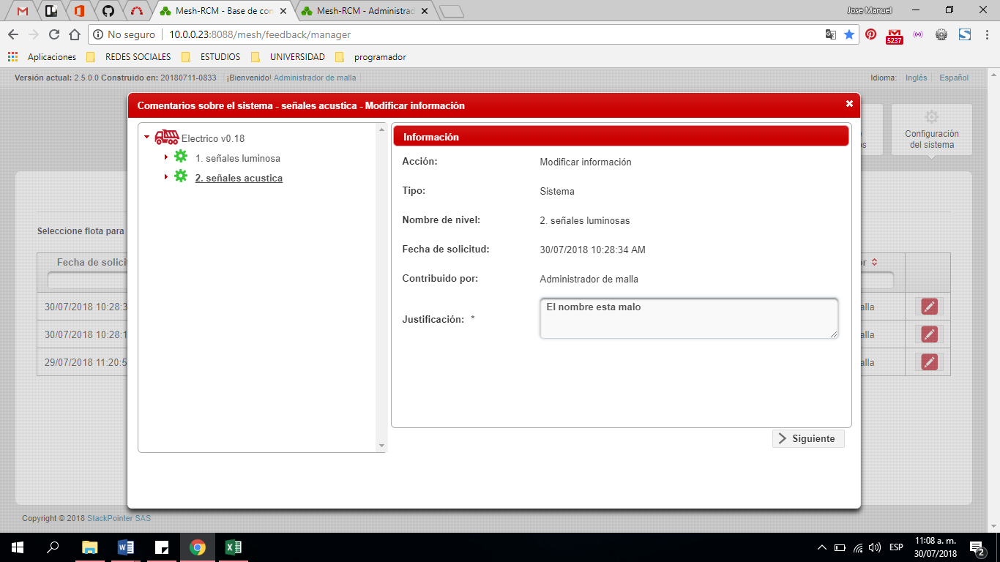 Mesh-RCM - Base de con
Mesh-RCM - Administrad
Jose Manuel
No seguro
10.0.0.23:8088/mesh/feedback/manager
5237
Aplicaciones
REDES SOCIALES
ESTUDIOS
UNIVERSIDAD
programador
Versión actual: 2.5.0.0 Construido en: 20180711-0833
¡Bienvenido! Administrador de malla
Idioma: Inglés Español
Comentarios sobre el sistema - señales acustica - Modificar información
Configuración
del sistema
Electrico v0.18
1. señales luminosa
2. señales acustica
Información
Acción: Modificar información
Tipo: Sistema
Nombre de nivel: 2. señales luminosas
Fecha de solicitud: 30/07/2018 10:28:34 AM
Contribuido por: Administrador de malla
Justificación: * El nombre esta malo
Siguiente
Seleccione flota para
Fecha de solicit
30/07/2018 10:28:3
30/07/2018 10:28:1
29/07/2018 11:20:5
alla
alla
alla
Copyright © 2018 StackPointer SAS
ESP
11:08 a. m.
30/07/2018
2